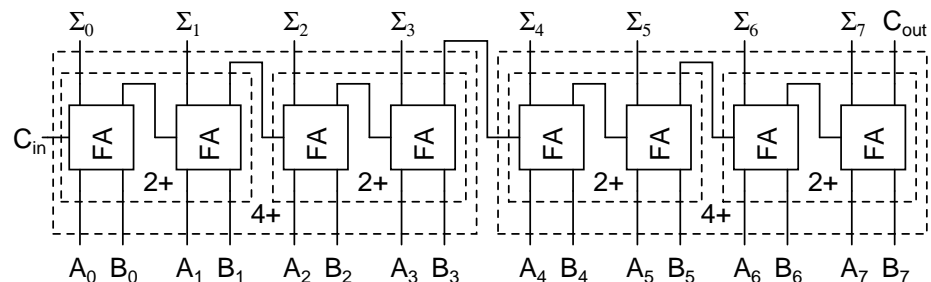 Σ₀ Σ₁ Σ₂ Σ₃ Σ₄ Σ₅ Σ₆ Σ₇ C_out
C_in FA FA FA FA FA FA FA FA
2+ 2+ 2+ 2+
4+ 4+
A₀ B₀ A₁ B₁ A₂ B₂ A₃ B₃ A₄ B₄ A₅ B₅ A₆ B₆ A₇ B₇